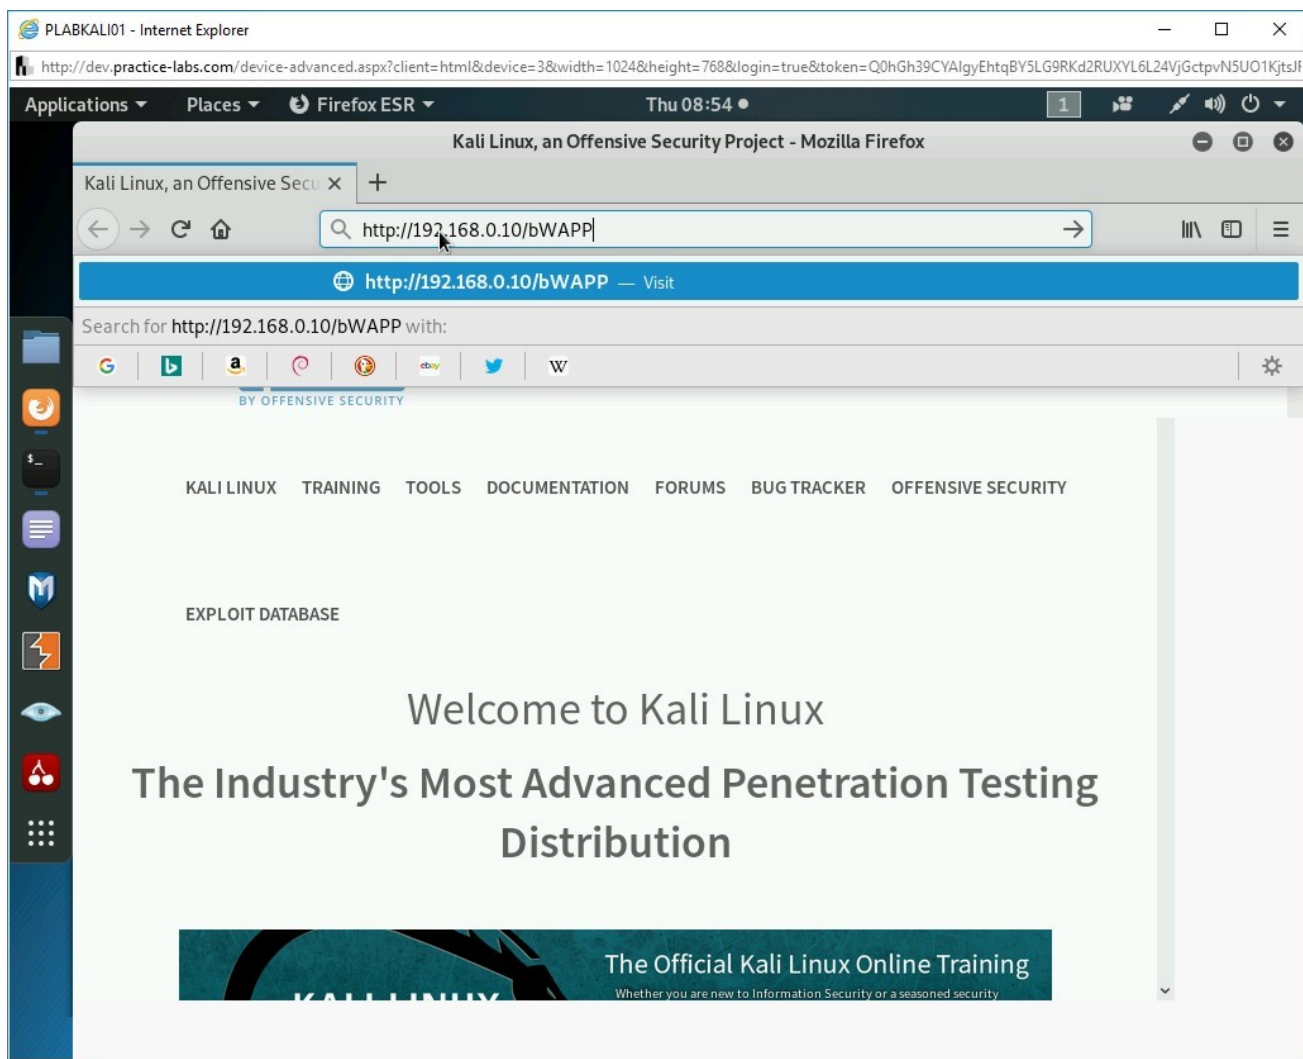 PLABKALI01 - Internet Explorer
http://dev.practice-labs.com/device-advanced.aspx?client=html&device=3&width=1024&height=768&login=true&token=Q0hGh39CYAIgyEhtqBY5LG9RKd2RUXYL6L24VjGctpvN5UO1KjtsJF
Applications Places Firefox ESR Thu 08:54 1
Kali Linux, an Offensive Security Project - Mozilla Firefox
Kali Linux, an Offensive Secu
http://192.168.0.10/bWAPP
http://192.168.0.10/bWAPP — Visit
Search for http://192.168.0.10/bWAPP with:
G b a ebay W
BY OFFENSIVE SECURITY
$_
KALI LINUX TRAINING TOOLS DOCUMENTATION FORUMS BUG TRACKER OFFENSIVE SECURITY
EXPLOIT DATABASE
Welcome to Kali Linux
The Industry's Most Advanced Penetration Testing
Distribution
The Official Kali Linux Online Training
Whether you are new to Information Security or a seasoned security
KALI LINUX